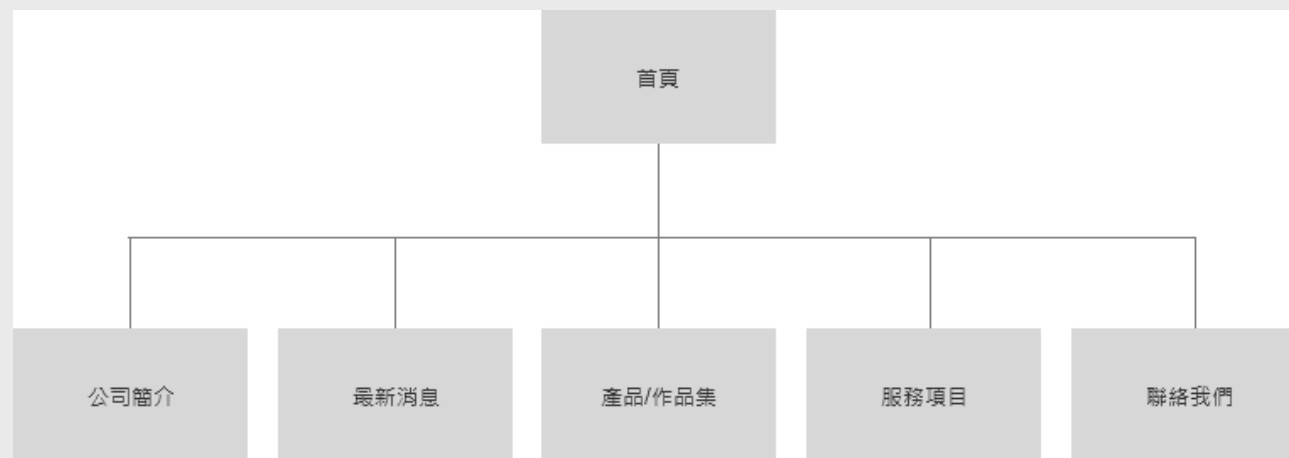 首頁
公司簡介
最新消息
產品/作品集
服務項目
聯絡我們